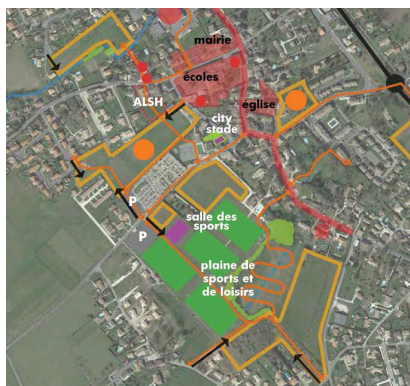 mairie
écoles
ALSH
église
city
stade
P
salle des
sports
P
plaine de
sports et
de loisirs